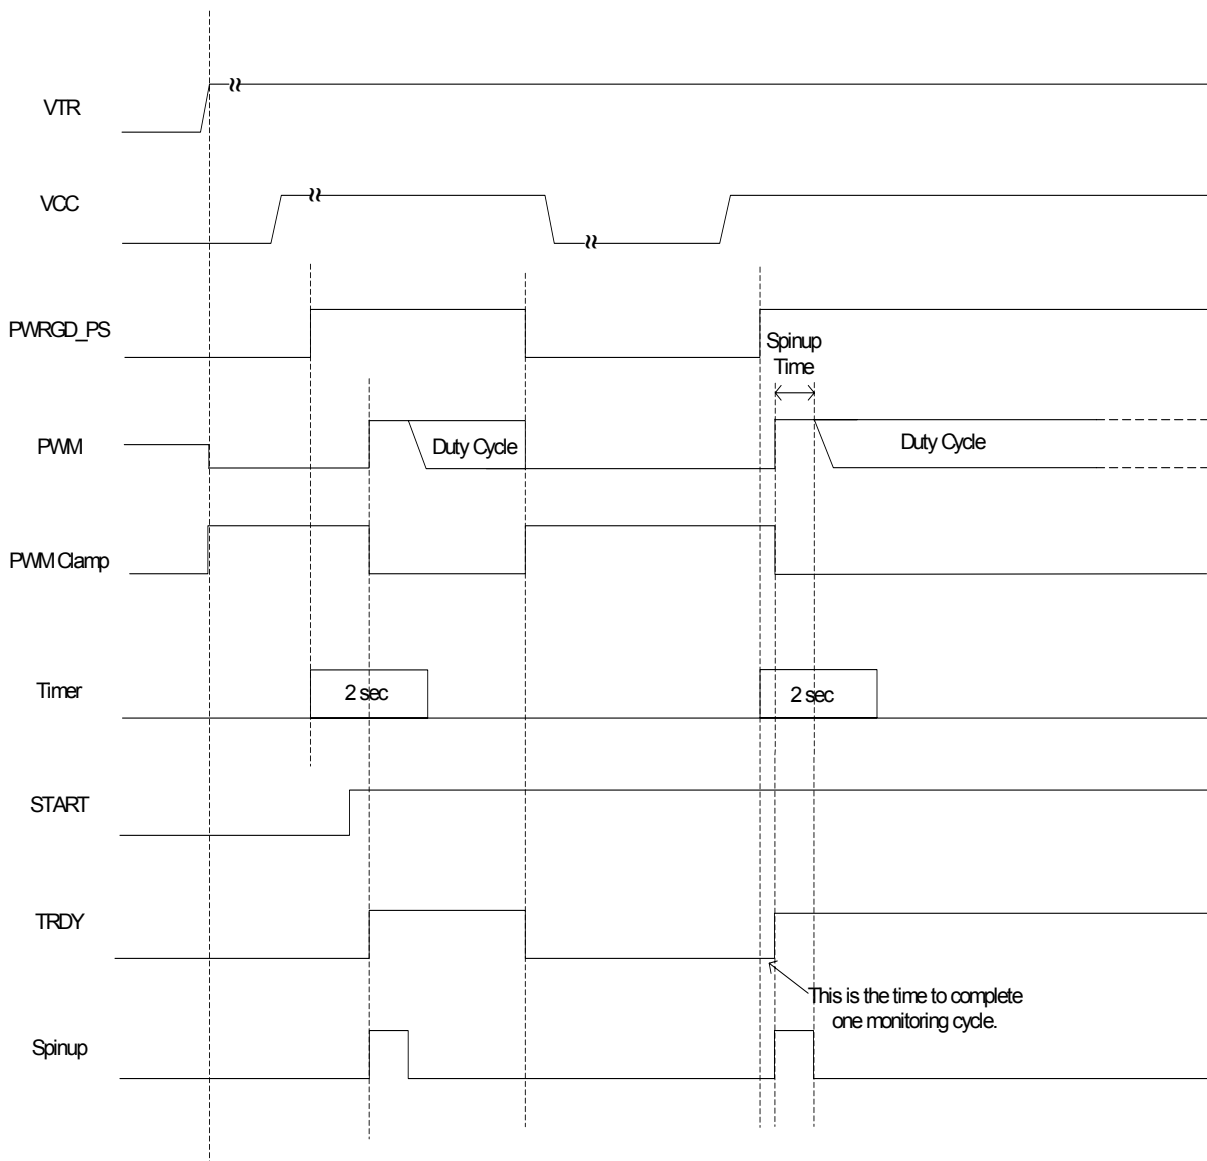 VTR
VCC
PWRGD_PS
Spinup
Time
PWM
Duty Cycle
Duty Cycle
PWM Clamp
Timer
2 sec
2 sec
START
TRDY
This is the time to complete
one monitoring cycle.
Spinup